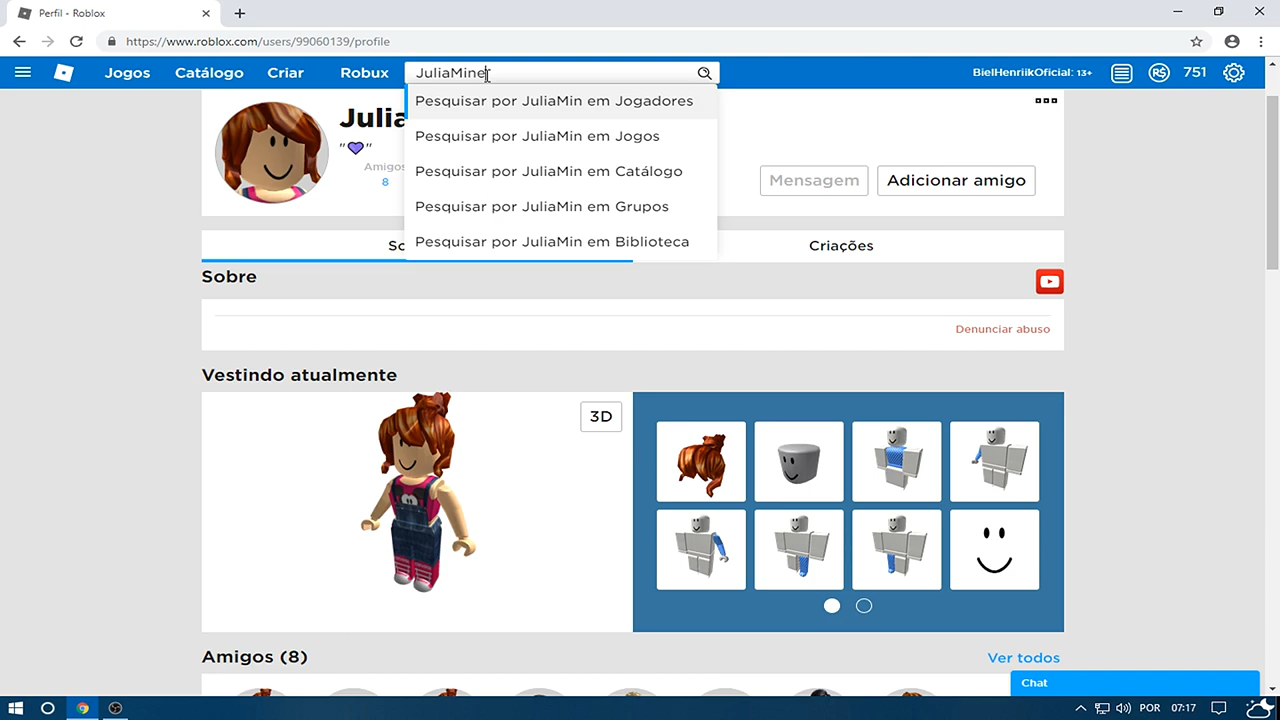 Perfil - Roblox
https://www.roblox.com/users/99060139/profile
Jogos Catálogo Criar Robux JuliaMine BielHenriikOficial: 13+ 751
Pesquisar por JuliaMin em Jogadores
Pesquisar por JuliaMin em Jogos
Pesquisar por JuliaMin em Catálogo
Pesquisar por JuliaMin em Grupos
Pesquisar por JuliaMin em Biblioteca
Julia
"💜"
Amigos
8
Mensagem Adicionar amigo
So Criações
Sobre
Denunciar abuso
Vestindo atualmente
3D
Amigos (8) Ver todos
Chat
POR 07:17